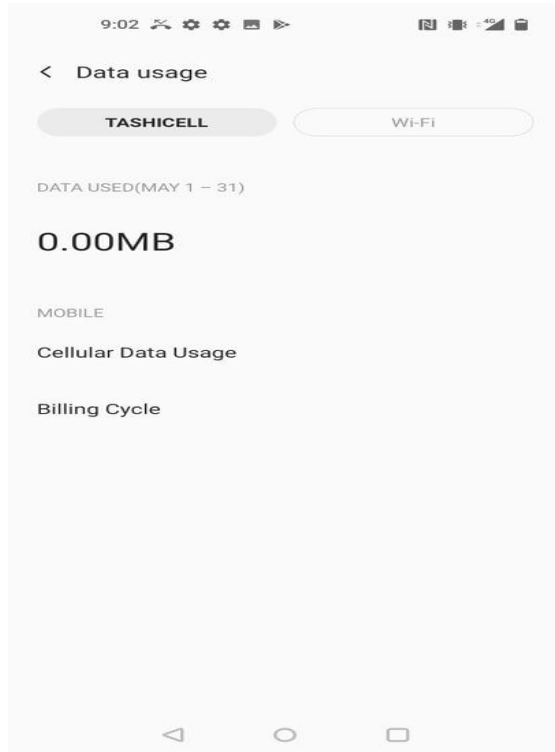 9:02 4G
< Data usage
TASHICELL Wi-Fi
DATA USED(MAY 1 – 31)
0.00MB
MOBILE
Cellular Data Usage
Billing Cycle